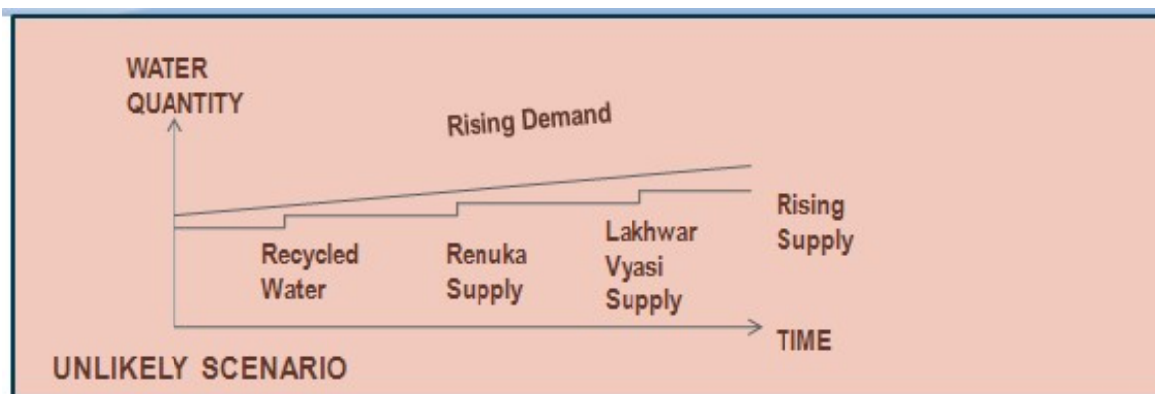 WATER
QUANTITY
Rising Demand
Rising
Supply
Recycled
Water
Renuka
Supply
Lakhwar
Vyasi
Supply
TIME
UNLIKELY SCENARIO